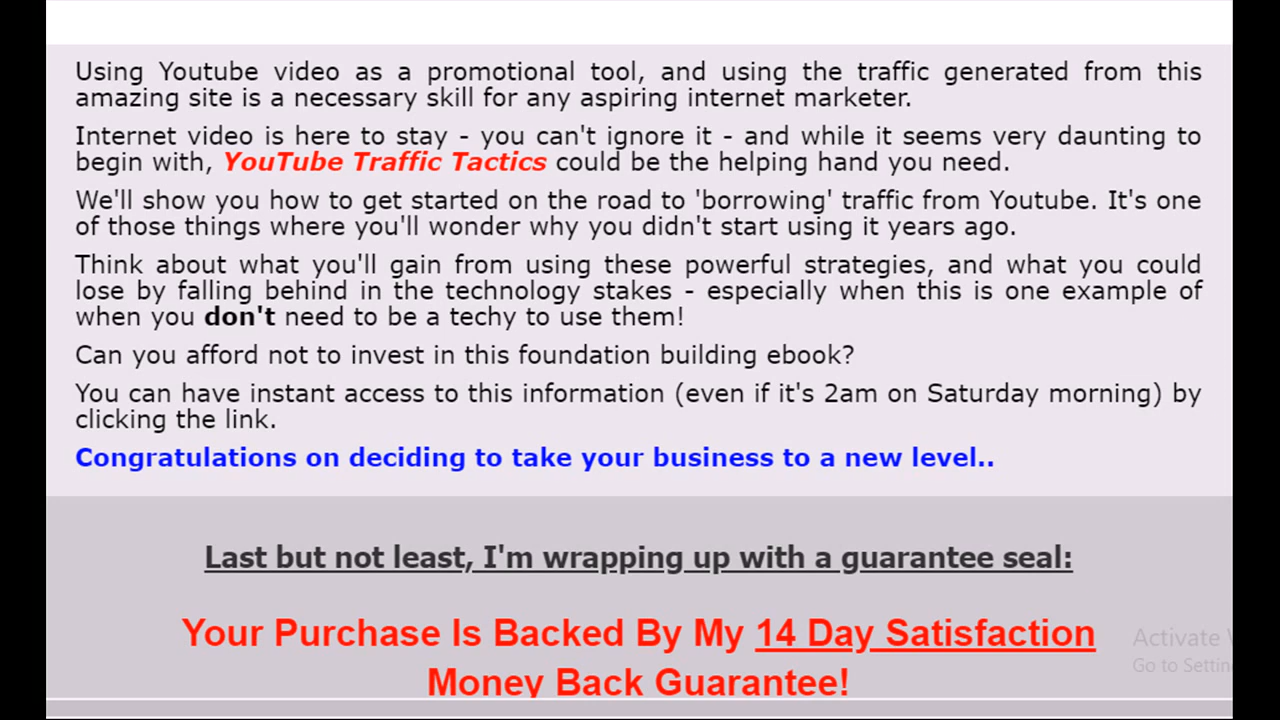 Using Youtube video as a promotional tool, and using the traffic generated from this
amazing site is a necessary skill for any aspiring internet marketer.
Internet video is here to stay - you can't ignore it - and while it seems very daunting to
begin with, YouTube Traffic Tactics could be the helping hand you need.
We'll show you how to get started on the road to 'borrowing' traffic from Youtube. It's one
of those things where you'll wonder why you didn't start using it years ago.
Think about what you'll gain from using these powerful strategies, and what you could
lose by falling behind in the technology stakes - especially when this is one example of
when you don't need to be a techy to use them!
Can you afford not to invest in this foundation building ebook?
You can have instant access to this information (even if it's 2am on Saturday morning) by
clicking the link.
Congratulations on deciding to take your business to a new level..
Last but not least, I'm wrapping up with a guarantee seal:
Your Purchase Is Backed By My 14 Day Satisfaction
Money Back Guarantee!
Activate
Go to